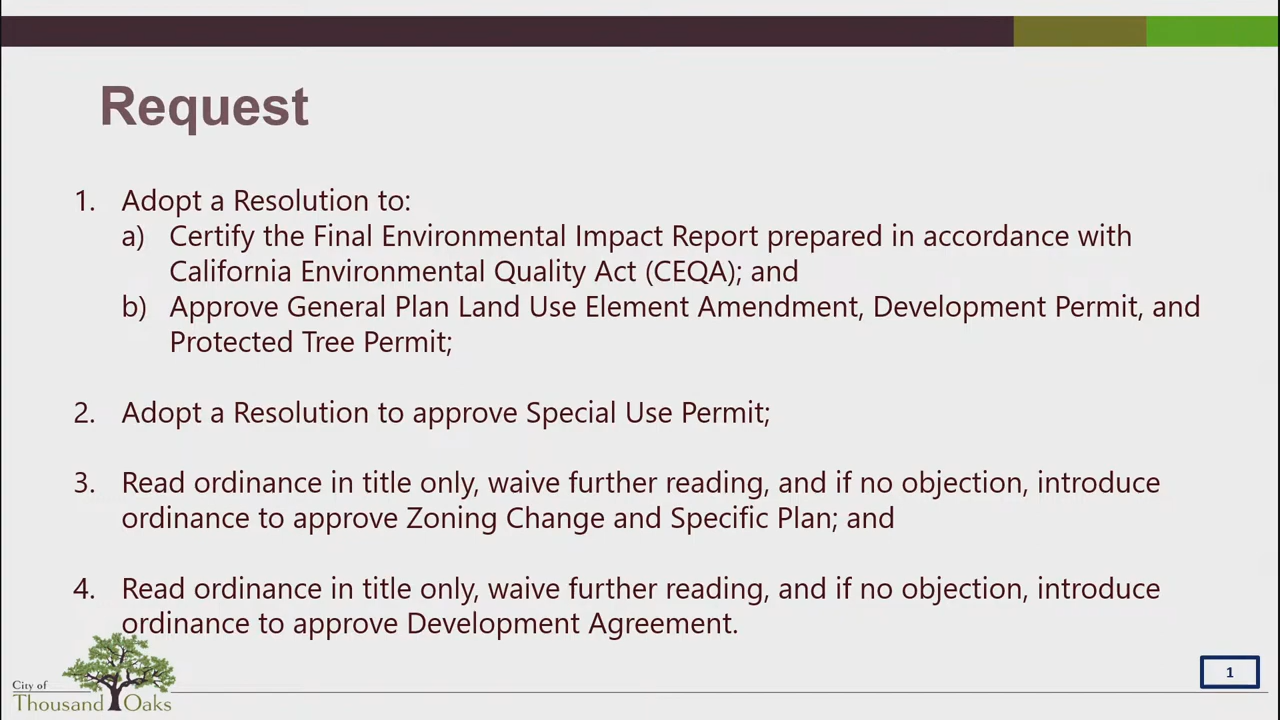 Request
1. Adopt a Resolution to:
a) Certify the Final Environmental Impact Report prepared in accordance with
California Environmental Quality Act (CEQA); and
b) Approve General Plan Land Use Element Amendment, Development Permit, and
Protected Tree Permit;
2. Adopt a Resolution to approve Special Use Permit;
3. Read ordinance in title only, waive further reading, and if no objection, introduce
ordinance to approve Zoning Change and Specific Plan; and
4. Read ordinance in title only, waive further reading, and if no objection, introduce
ordinance to approve Development Agreement.
City of
Thousand Oaks
1